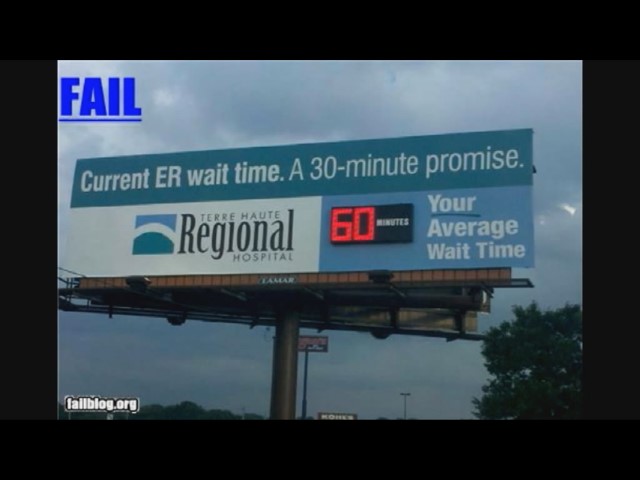 FAIL
Current ER wait time. A 30-minute promise.
TERRE HAUTE
Regional
HOSPITAL
60 MINUTES
Your
Average
Wait Time
LAMAR
KOHL'S
failblog.org